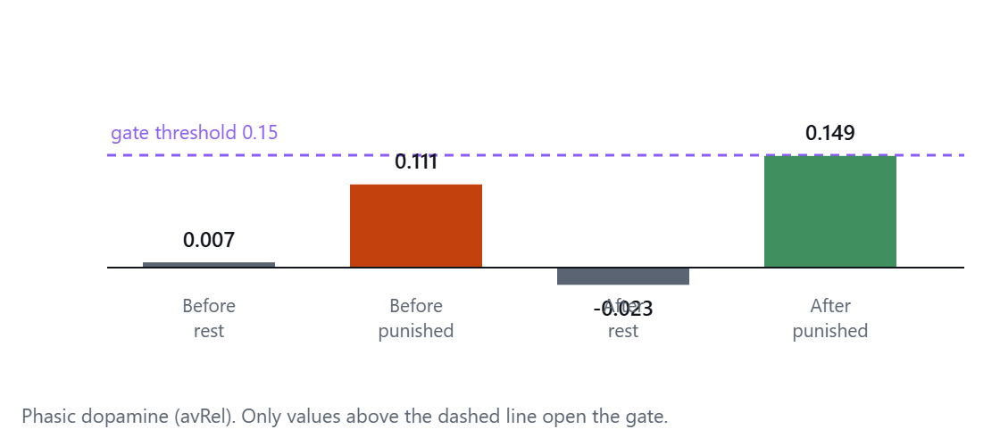 gate threshold 0.15
0.007
0.111
-0.023
0.149
Before
rest
Before
punished
After
rest
After
punished
Phasic dopamine (avRel). Only values above the dashed line open the gate.